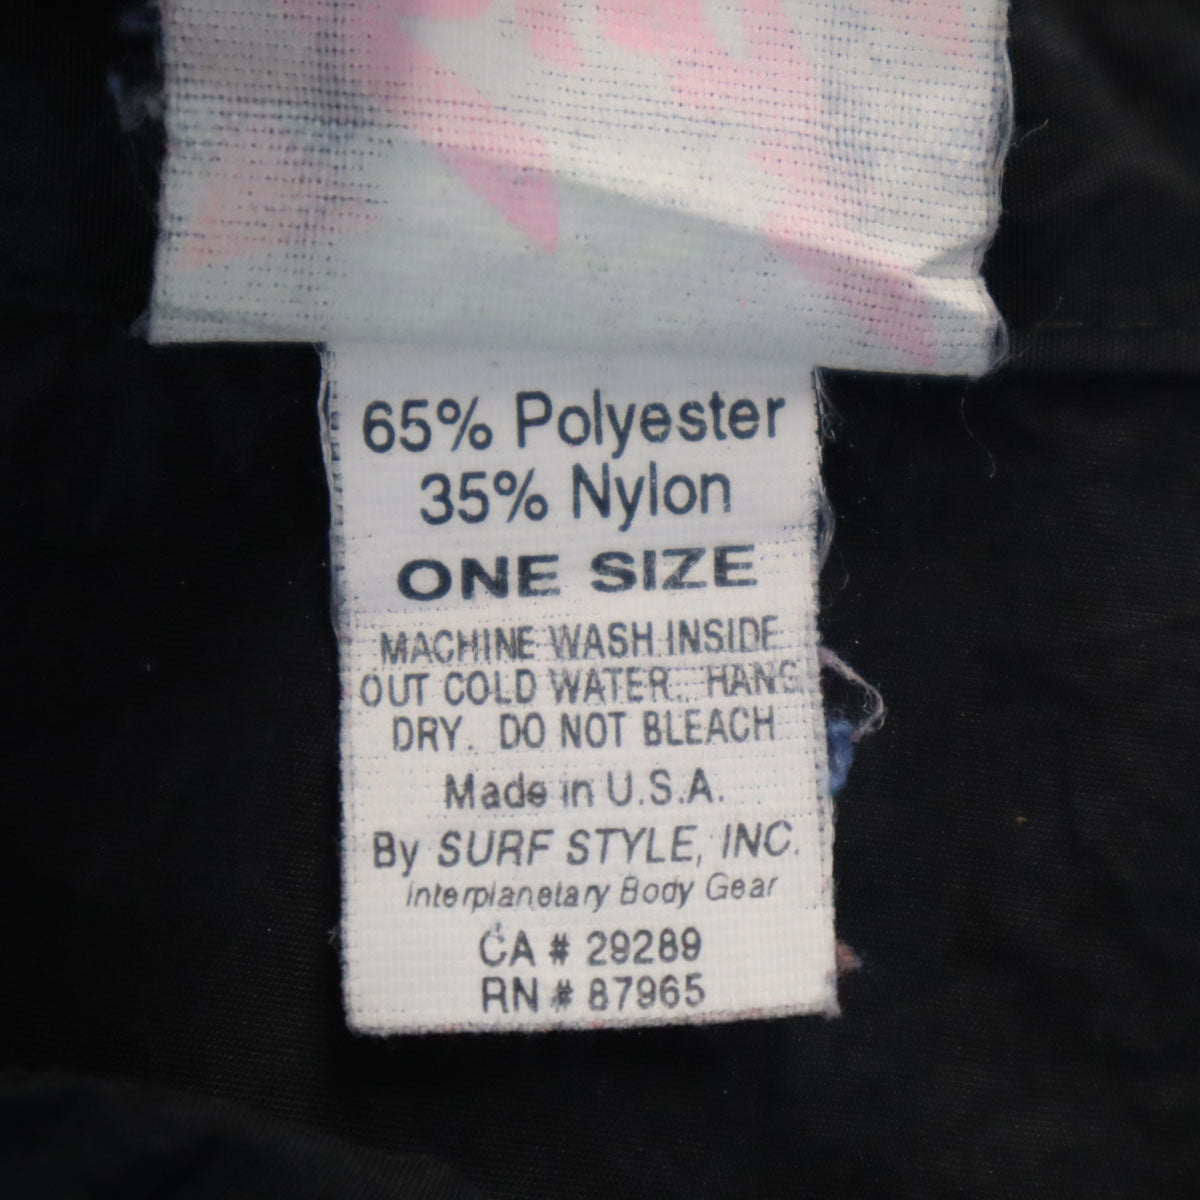 65% Polyester
35% Nylon
ONE SIZE
MACHINE WASH INSIDE
OUT COLD WATER. HANG
DRY. DO NOT BLEACH
Made in U.S.A.
By SURF STYLE, INC.
Interplanetary Body Gear
CA # 29289
RN # 87965